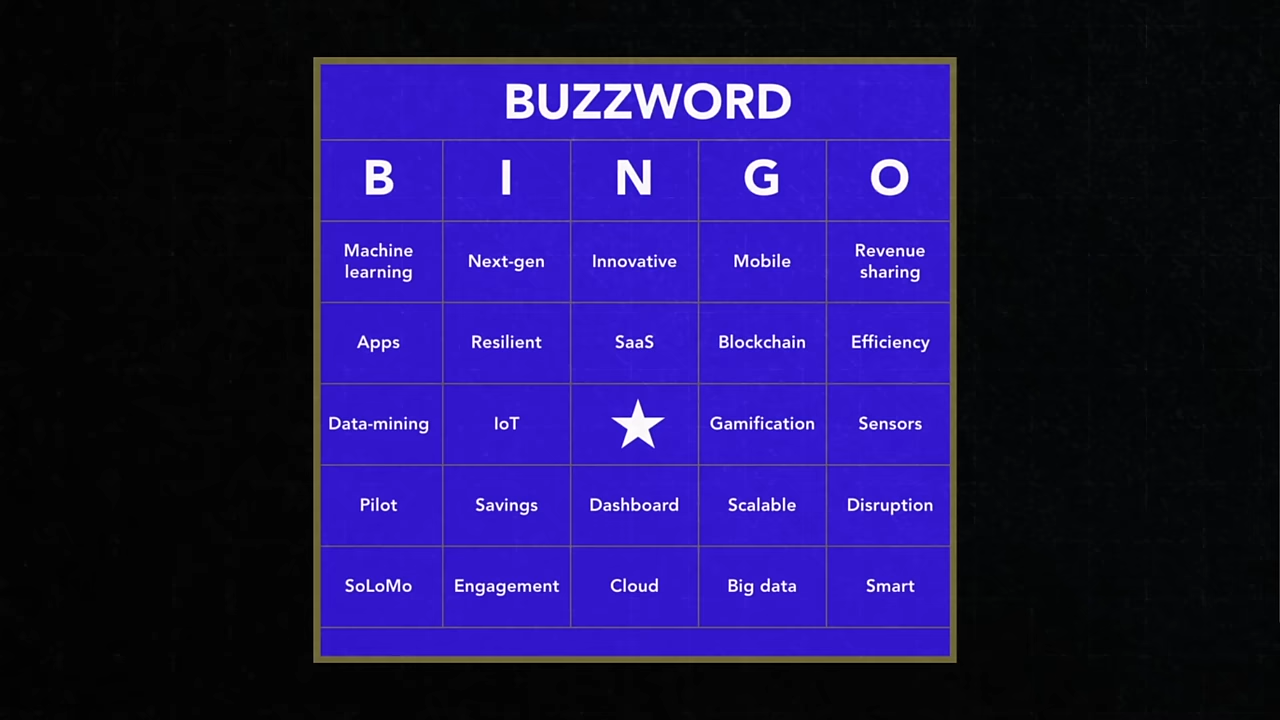 BUZZWORD
B I N G O
Machine learning
Next-gen
Innovative
Mobile
Revenue sharing
Apps
Resilient
SaaS
Blockchain
Efficiency
Data-mining
IoT
Gamification
Sensors
Pilot
Savings
Dashboard
Scalable
Disruption
SoLoMo
Engagement
Cloud
Big data
Smart